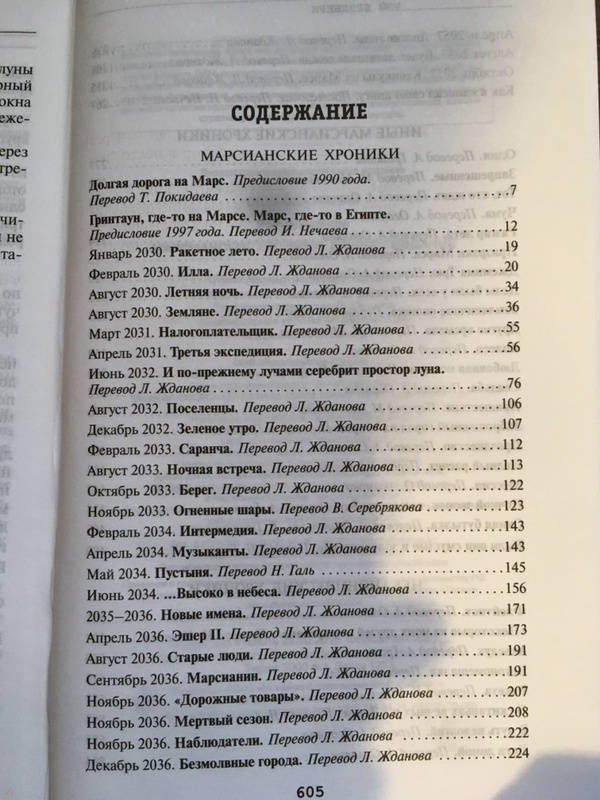 луны
рный
окна
еже-
ерез
тре-
чи-
и не
та-
СОДЕРЖАНИЕ
МАРСИАНСКИЕ ХРОНИКИ
Долгая дорога на Марс. Предисловие 1990 года.
Перевод Т. Покидаева ..... 7
Гринтаун, где-то на Марсе. Марс, где-то в Египте.
Предисловие 1997 года. Перевод И. Нечаева ..... 12
Январь 2030. Ракетное лето. Перевод Л. Жданова ..... 19
Февраль 2030. Илла. Перевод Л. Жданова ..... 20
Август 2030. Летняя ночь. Перевод Л. Жданова ..... 34
Август 2030. Земляне. Перевод Л. Жданова ..... 36
Март 2031. Налогоплательщик. Перевод Л. Жданова ..... 55
Апрель 2031. Третья экспедиция. Перевод Л. Жданова ..... 56
Июнь 2032. И по-прежнему лучами серебрит простор луна.
Перевод Л. Жданова ..... 76
Август 2032. Поселенцы. Перевод Л. Жданова ..... 106
Декабрь 2032. Зеленое утро. Перевод Л. Жданова ..... 107
Февраль 2033. Саранча. Перевод Л. Жданова ..... 112
Август 2033. Ночная встреча. Перевод Л. Жданова ..... 113
Октябрь 2033. Берег. Перевод Л. Жданова ..... 122
Ноябрь 2033. Огненные шары. Перевод В. Серебрякова ..... 123
Февраль 2034. Интермедия. Перевод Л. Жданова ..... 143
Апрель 2034. Музыканты. Перевод Л. Жданова ..... 143
Май 2034. Пустыня. Перевод Н. Галь ..... 145
Июнь 2034. ...Высоко в небеса. Перевод Л. Жданова ..... 156
2035–2036. Новые имена. Перевод Л. Жданова ..... 171
Апрель 2036. Эшер II. Перевод Л. Жданова ..... 173
Август 2036. Старые люди. Перевод Л. Жданова ..... 191
Сентябрь 2036. Марсианин. Перевод Л. Жданова ..... 191
Ноябрь 2036. «Дорожные товары». Перевод Л. Жданова ..... 207
Ноябрь 2036. Мертвый сезон. Перевод Л. Жданова ..... 208
Ноябрь 2036. Наблюдатели. Перевод Л. Жданова ..... 222
Декабрь 2036. Безмолвные города. Перевод Л. Жданова ..... 224
605